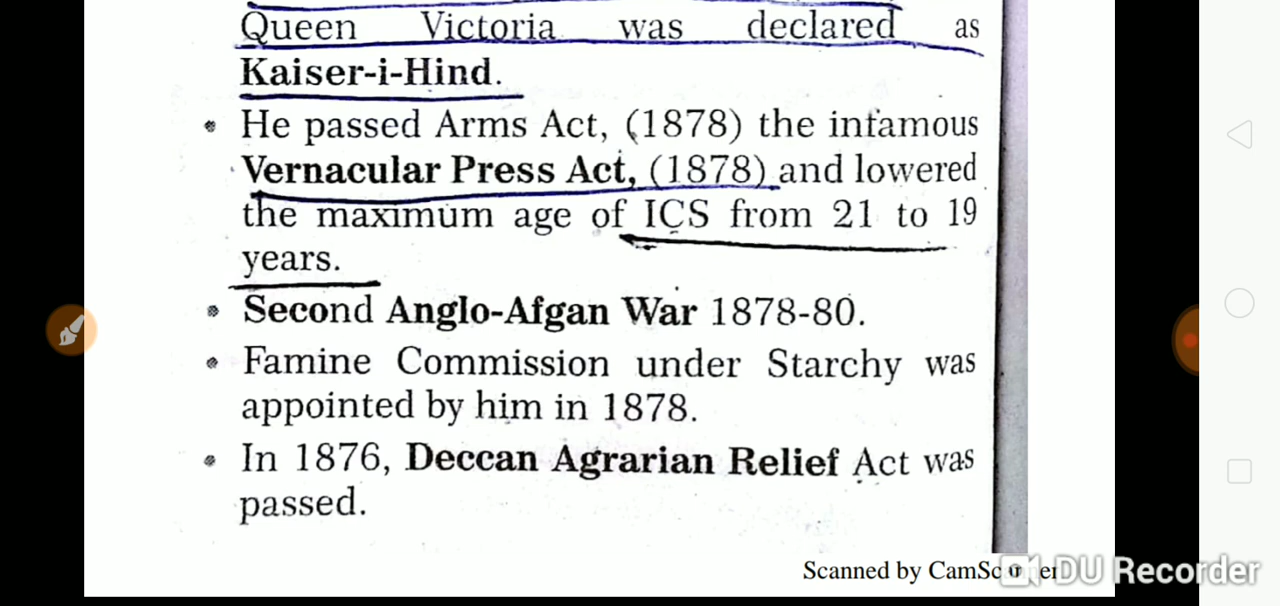 Queen Victoria was declared as
Kaiser-i-Hind.
• He passed Arms Act, (1878) the infamous
Vernacular Press Act, (1878) and lowered
the maximum age of ICS from 21 to 19
years.
• Second Anglo-Afgan War 1878-80.
• Famine Commission under Starchy was
appointed by him in 1878.
• In 1876, Deccan Agrarian Relief Act was
passed.
Scanned by CamScanner
DU Recorder